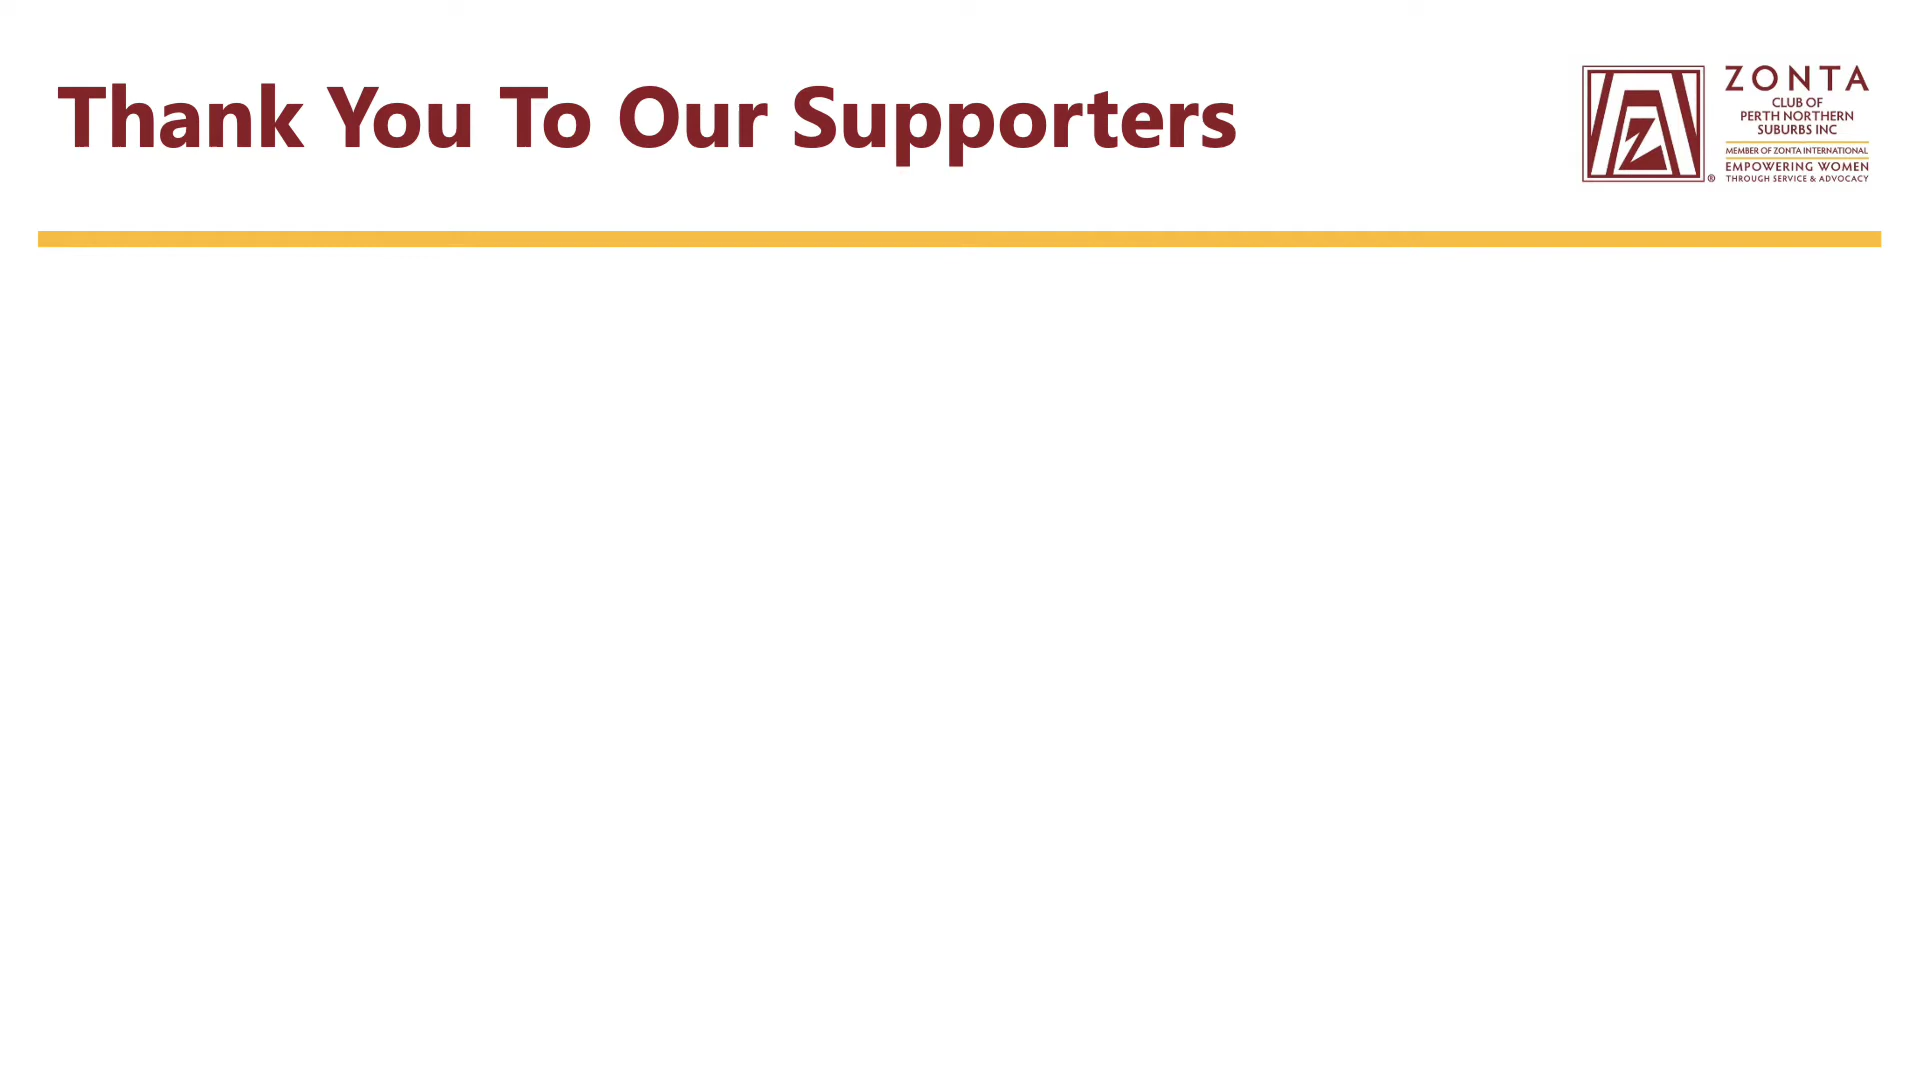 Thank You To Our Supporters
ZONTA
CLUB OF
PERTH NORTHERN
SUBURBS INC
MEMBER OF ZONTA INTERNATIONAL
EMPOWERING WOMEN
THROUGH SERVICE & ADVOCACY
Z
®